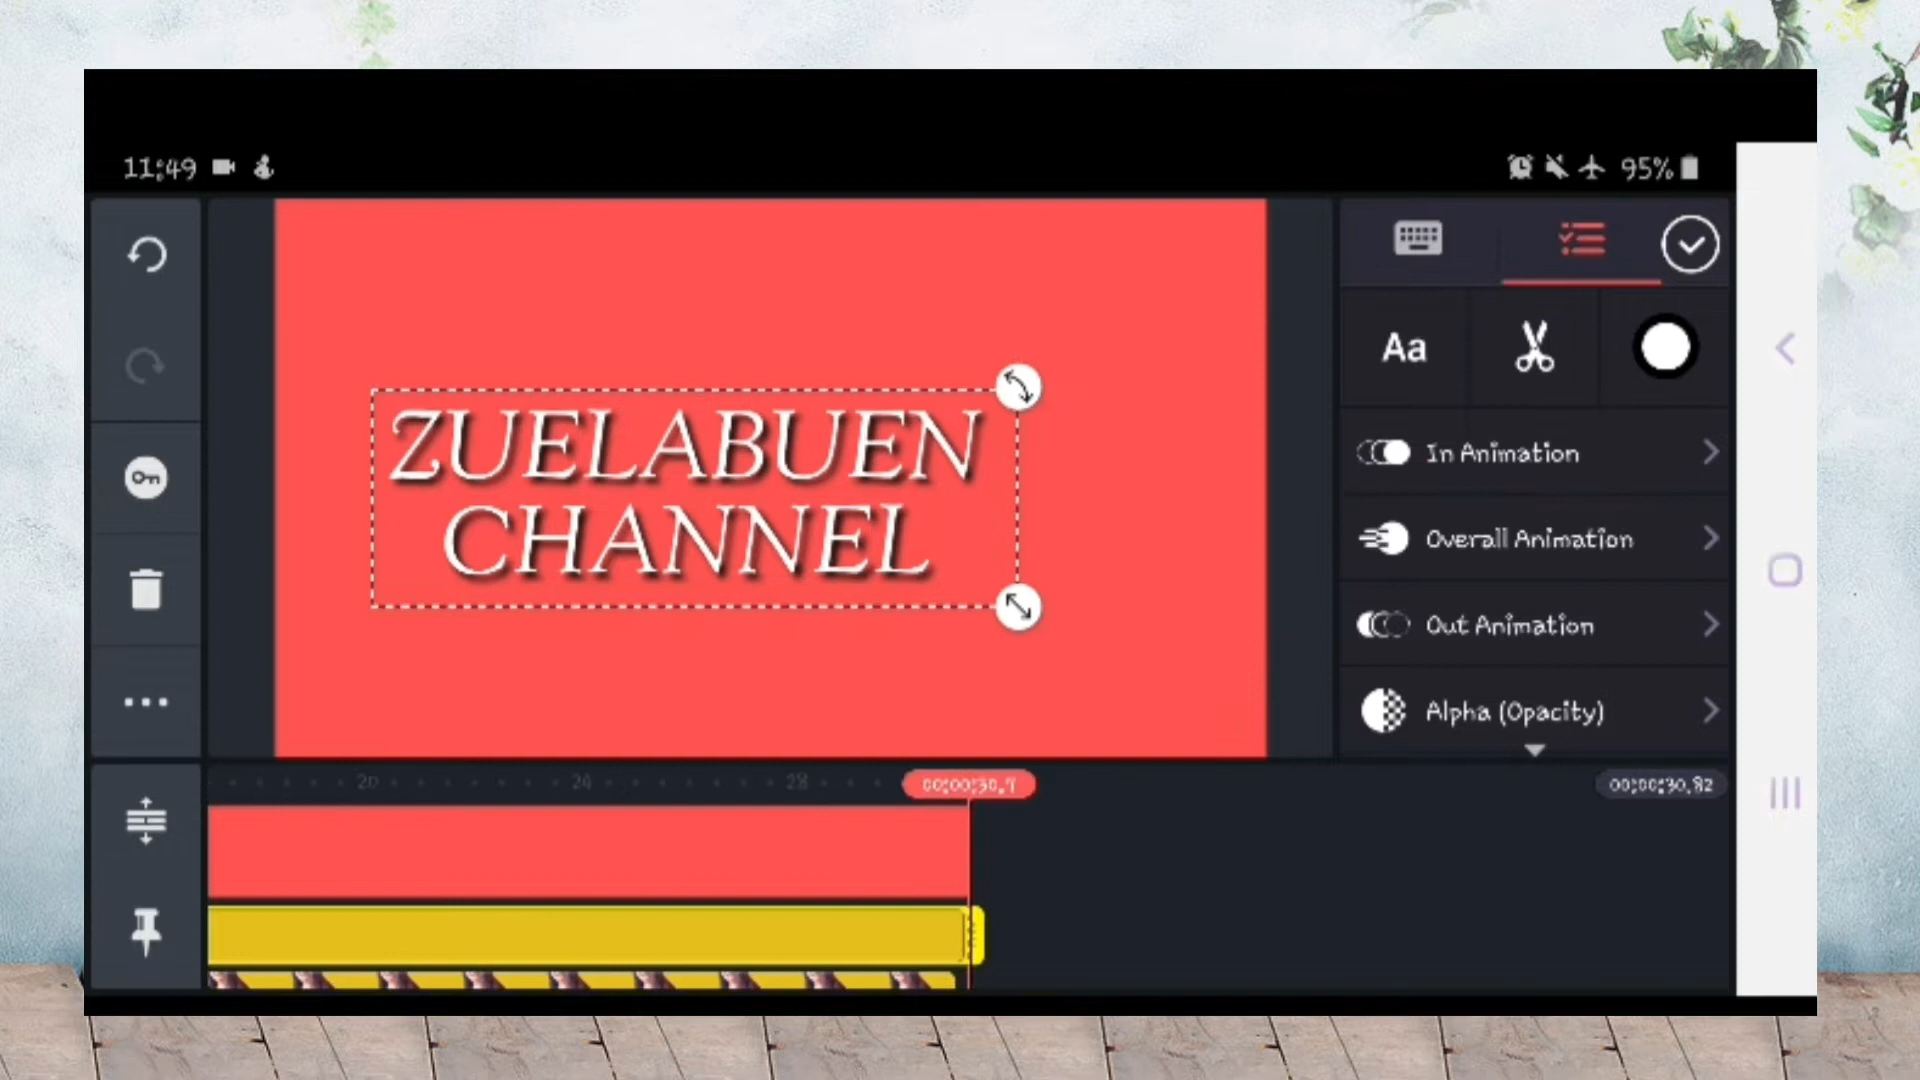 11:49
95%
ZUELABUEN
CHANNEL
Aa
In Animation
Overall Animation
Out Animation
Alpha (Opacity)
20
24
28
00:00:30.7
00:00:30.82